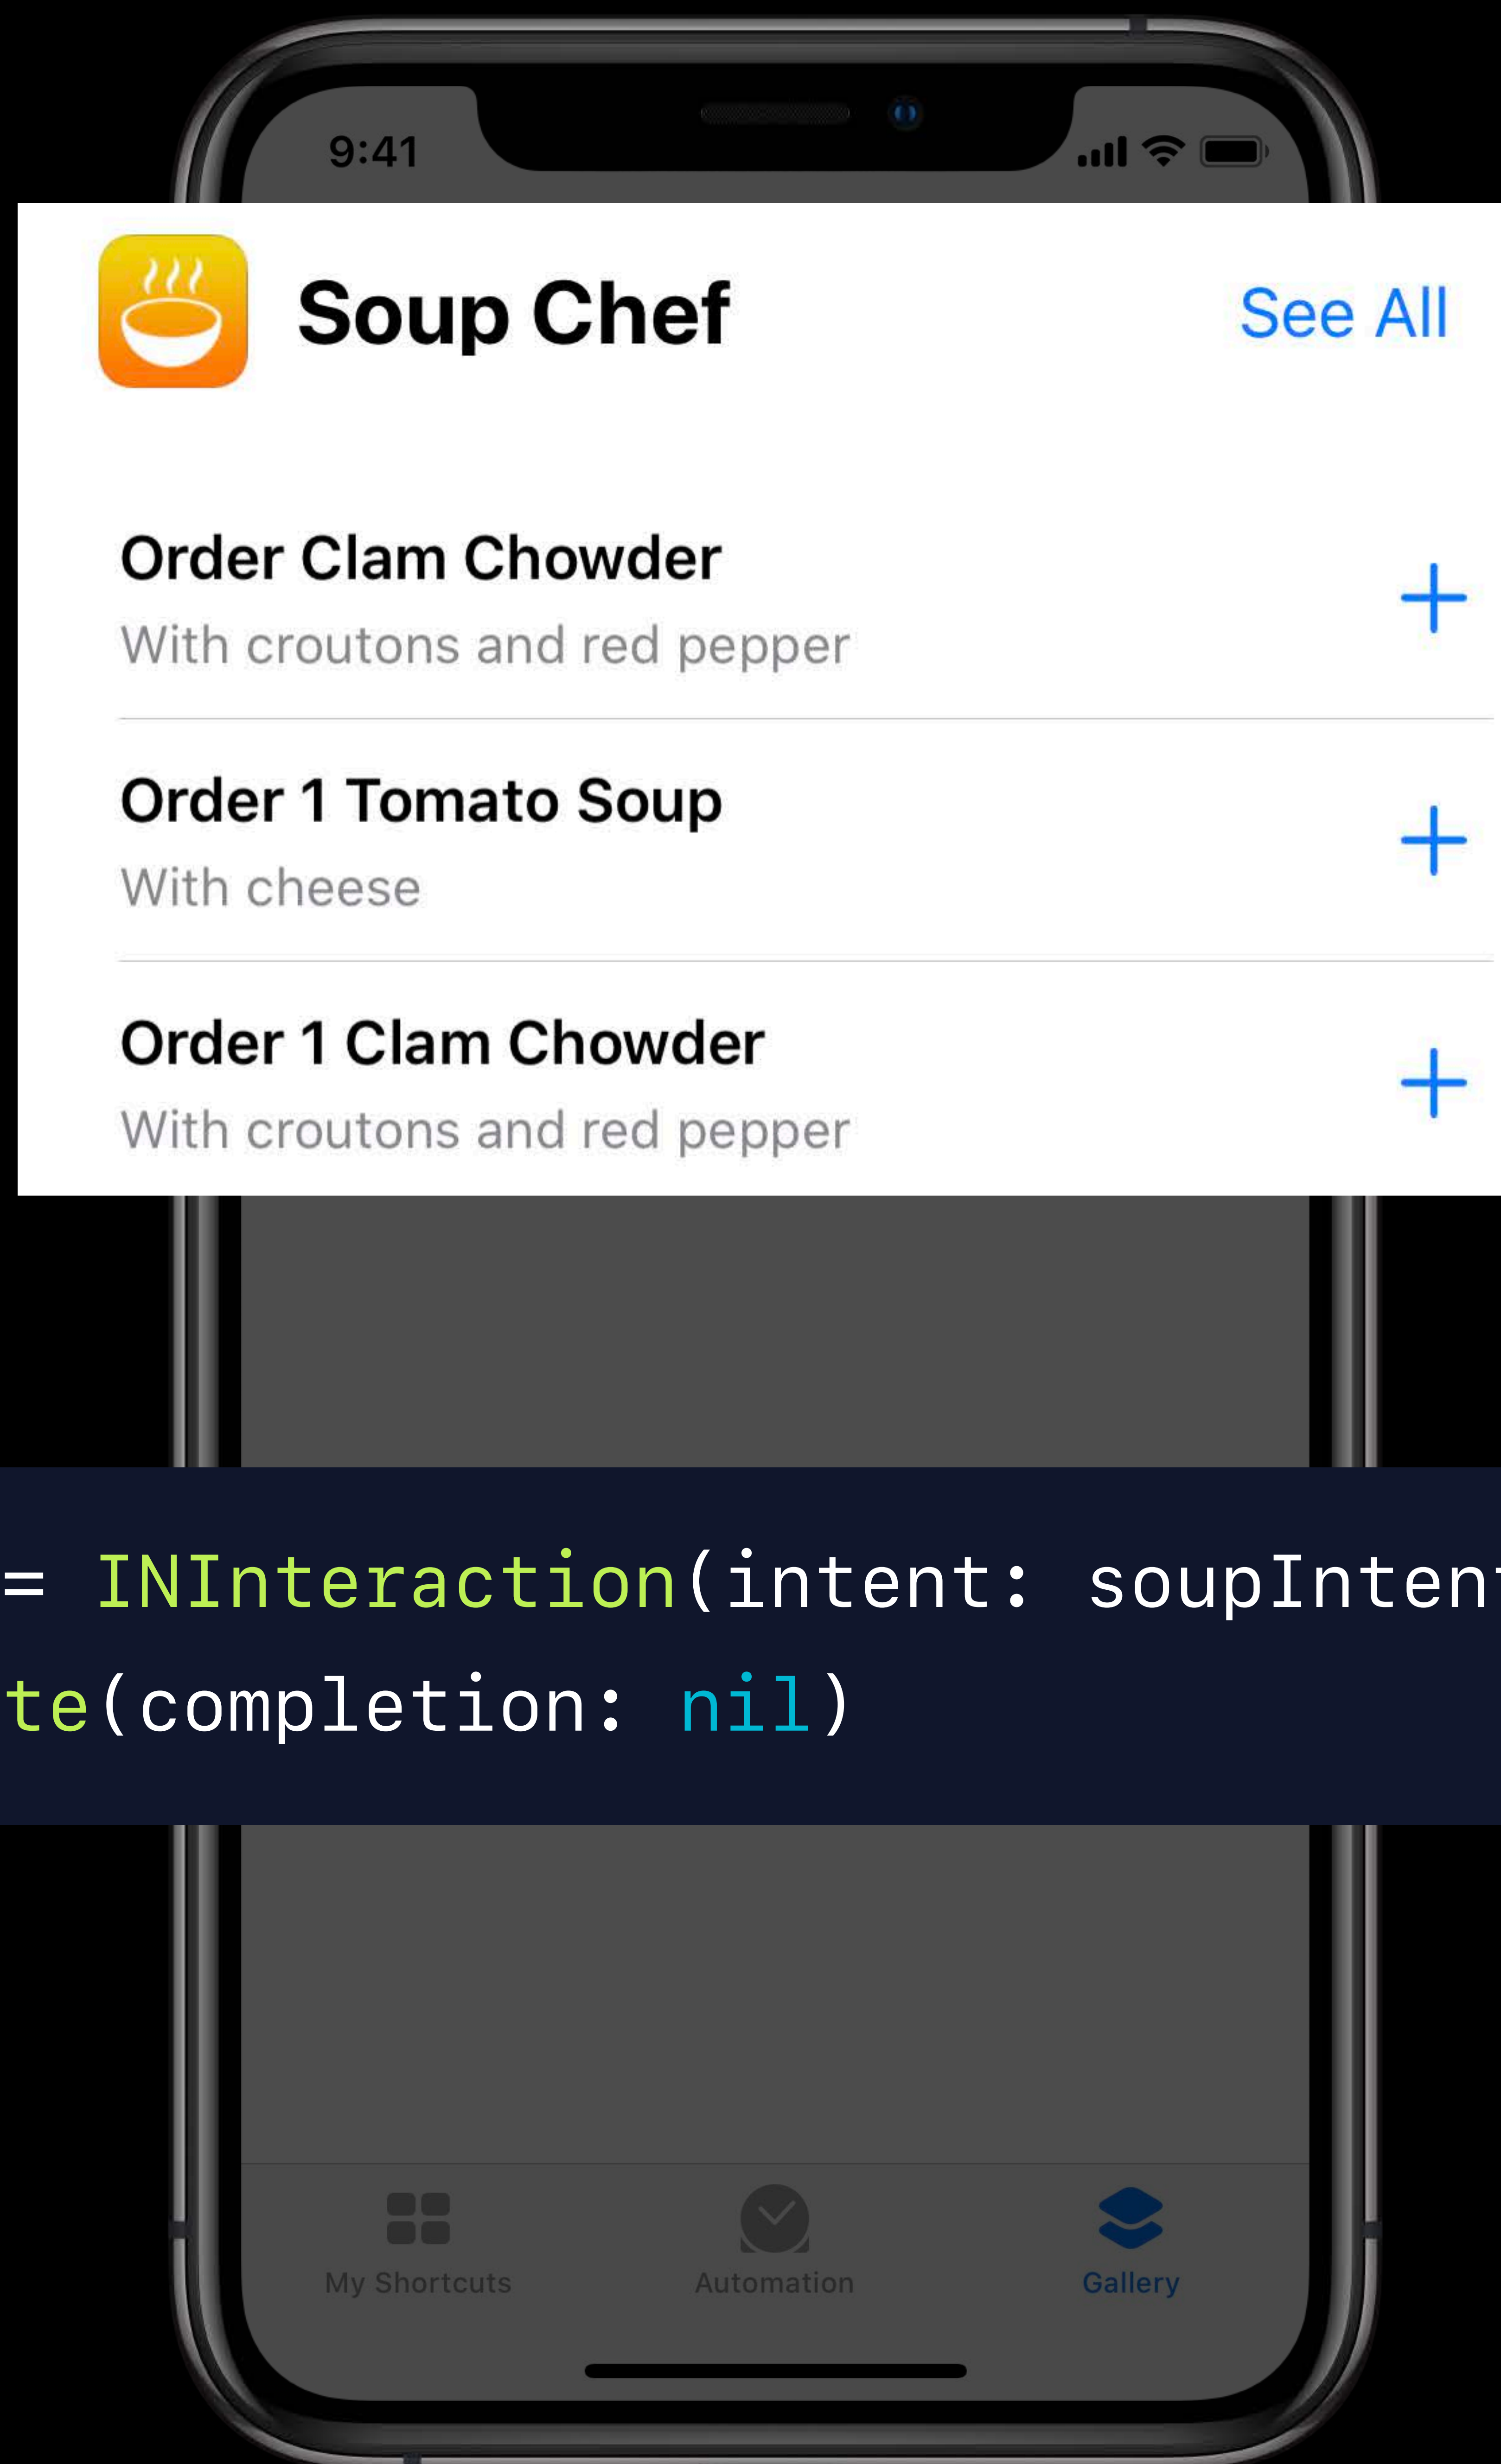 9:41
Soup Chef
See All
Order Clam Chowder
With croutons and red pepper
Order 1 Tomato Soup
With cheese
Order 1 Clam Chowder
With croutons and red pepper
= INInteraction(intent: soupIntent
te(completion: nil)
My Shortcuts
Automation
Gallery